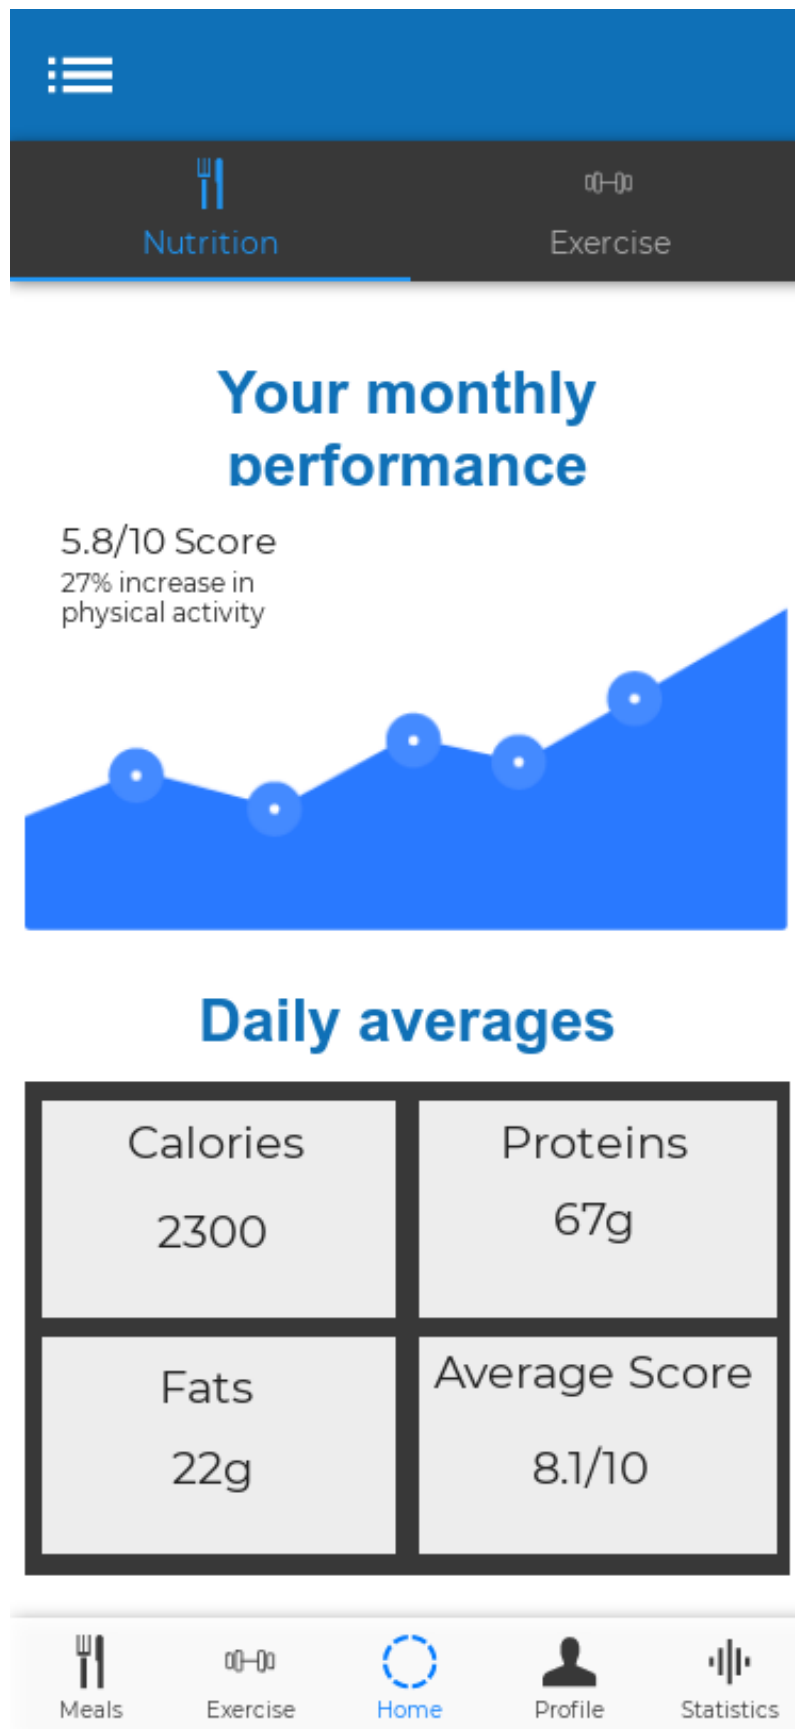 Nutrition
Exercise
Your monthly
performance
5.8/10 Score
27% increase in
physical activity
Daily averages
Calories
Proteins
2300
67g
Fats
Average Score
22g
8.1/10
Meals
Exercise
Home
Profile
Statistics